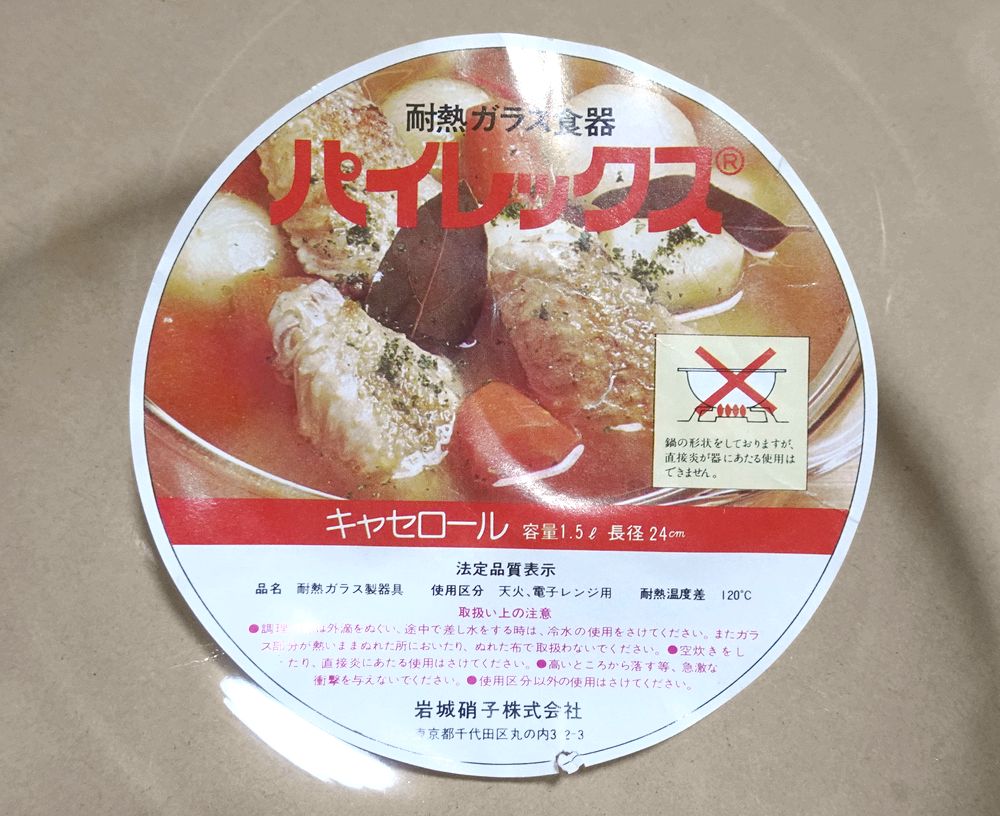 耐熱ガラス食器
パイレックス®
鍋の形状をしておりますが、
直接炎が器にあたる使用は
できません。
キャセロール 容量1.5ℓ 長径24cm
法定品質表示
品名 耐熱ガラス製器具 使用区分 天火、電子レンジ用 耐熱温度差 120℃
取扱い上の注意
●調理 は外滴をぬぐい、途中で差し水をする時は、冷水の使用をさけてください。またガラ
ス部分が熱いままぬれた所においたり、ぬれた布で取扱わないでください。●空炊きをし
たり、直接炎にあたる使用はさけてください。●高いところから落す等、急激な
衝撃を与えないでください。●使用区分以外の使用はさけてください。
岩城硝子株式会社
東京都千代田区丸の内3 2-3